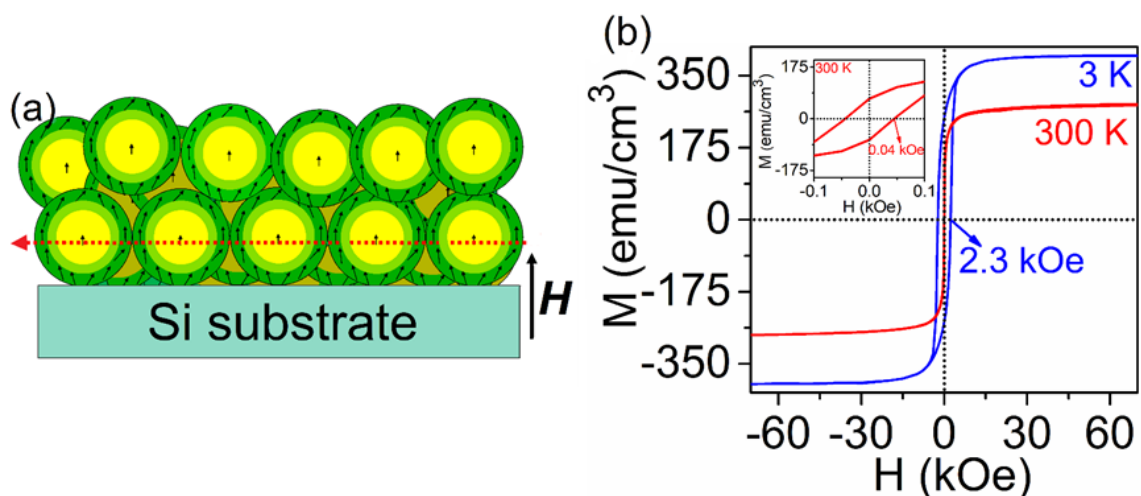 (a)
H
Si substrate
(b)
M (emu/cm³)
350
175
0
-175
-350
-60
-30
0
30
60
H (kOe)
3 K
300 K
2.3 kOe
300 K
M (emu/cm³)
175
0
-175
-0.1
0.0
0.1
H (kOe)
0.04 kOe